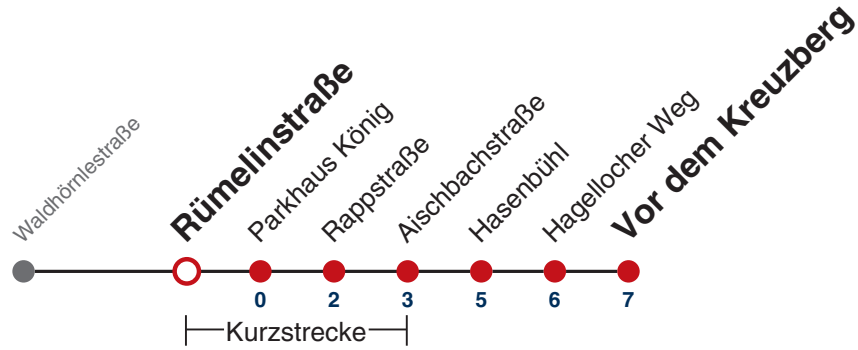 Waldhörnlestraße
Rümelinstraße
Parkhaus König
Rappstraße
Aischbachstraße
Hasenbühl
Hagellocher Weg
Vor dem Kreuzberg
0 2 3 5 6 7
Kurzstrecke